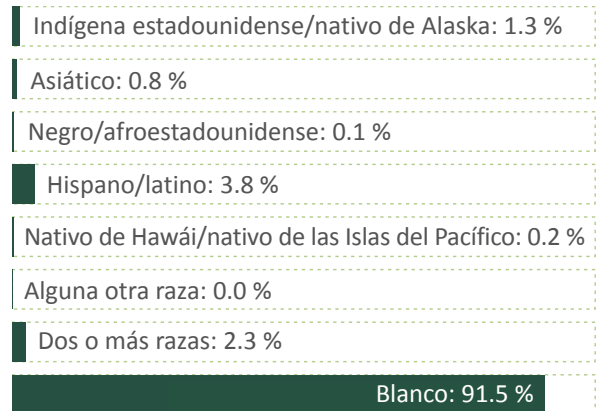 Indígena estadounidense/nativo de Alaska: 1.3 %
Asiático: 0.8 %
Negro/afroestadounidense: 0.1 %
Hispano/latino: 3.8 %
Nativo de Hawái/nativo de las Islas del Pacífico: 0.2 %
Alguna otra raza: 0.0 %
Dos o más razas: 2.3 %
Blanco: 91.5 %